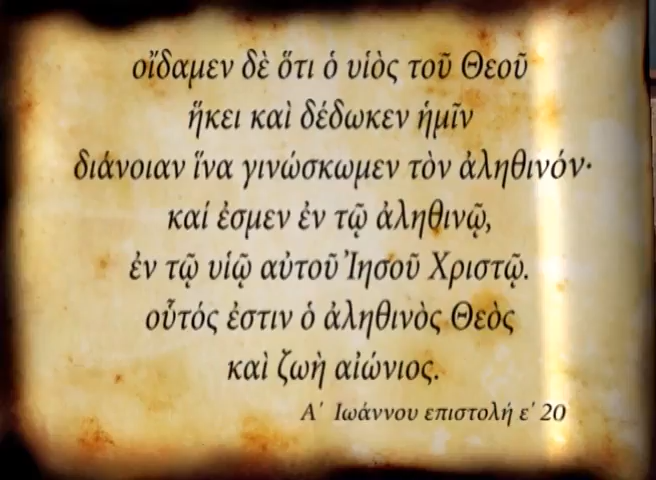 οἴδαμεν δὲ ὅτι ὁ υἱὸς τοῦ Θεοῦ
ἥκει καὶ δέδωκεν ἡμῖν
διάνοιαν ἵνα γινώσκωμεν τὸν ἀληθινόν·
καί ἐσμεν ἐν τῷ ἀληθινῷ,
ἐν τῷ υἱῷ αὐτοῦ Ἰησοῦ Χριστῷ.
οὗτός ἐστιν ὁ ἀληθινὸς Θεὸς
καὶ ζωὴ αἰώνιος.
Α΄ Ιωάννου επιστολή ε΄ 20